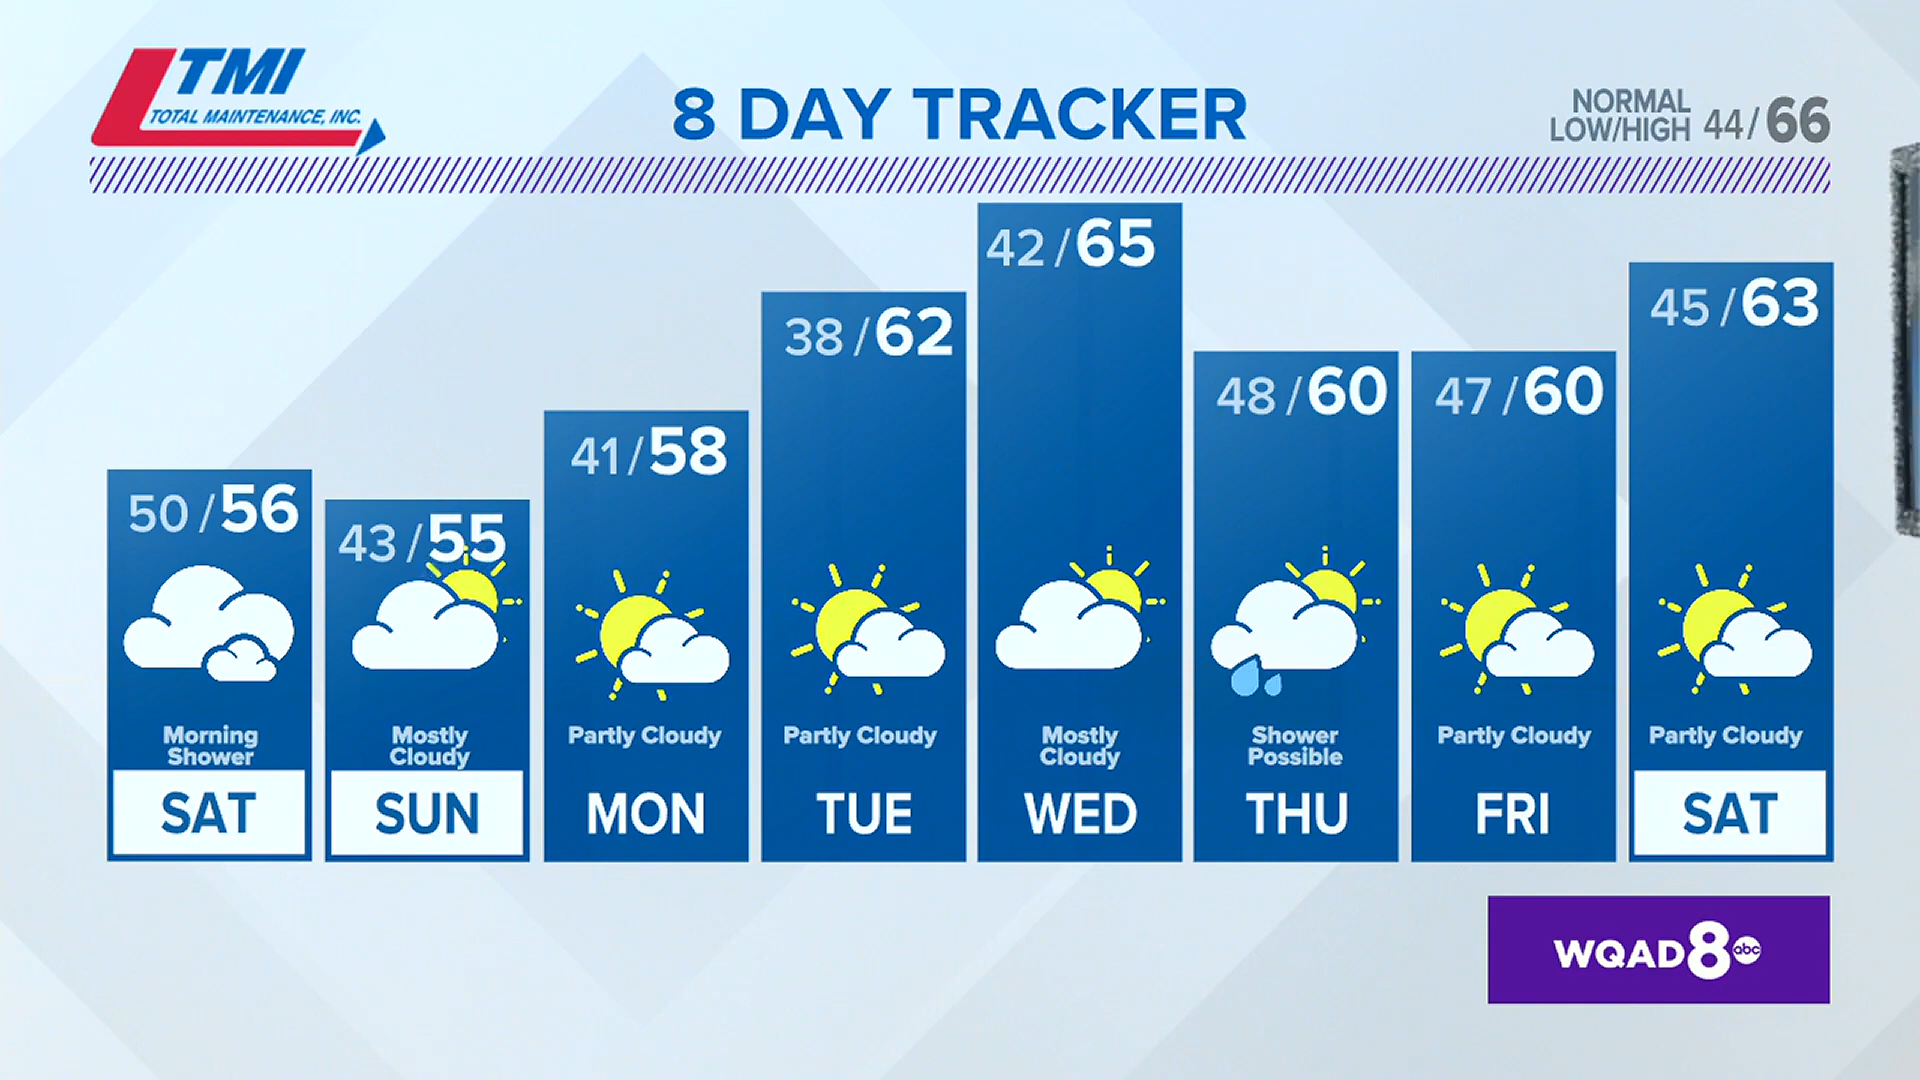 TMI
TOTAL MAINTENANCE, INC.
8 DAY TRACKER
NORMAL
LOW/HIGH 44/66
50/56
Morning
Shower
SAT
43/55
Mostly
Cloudy
SUN
41/58
Partly Cloudy
MON
38/62
Partly Cloudy
TUE
42/65
Mostly
Cloudy
WED
48/60
Shower
Possible
THU
47/60
Partly Cloudy
FRI
45/63
Partly Cloudy
SAT
WQAD8 abc